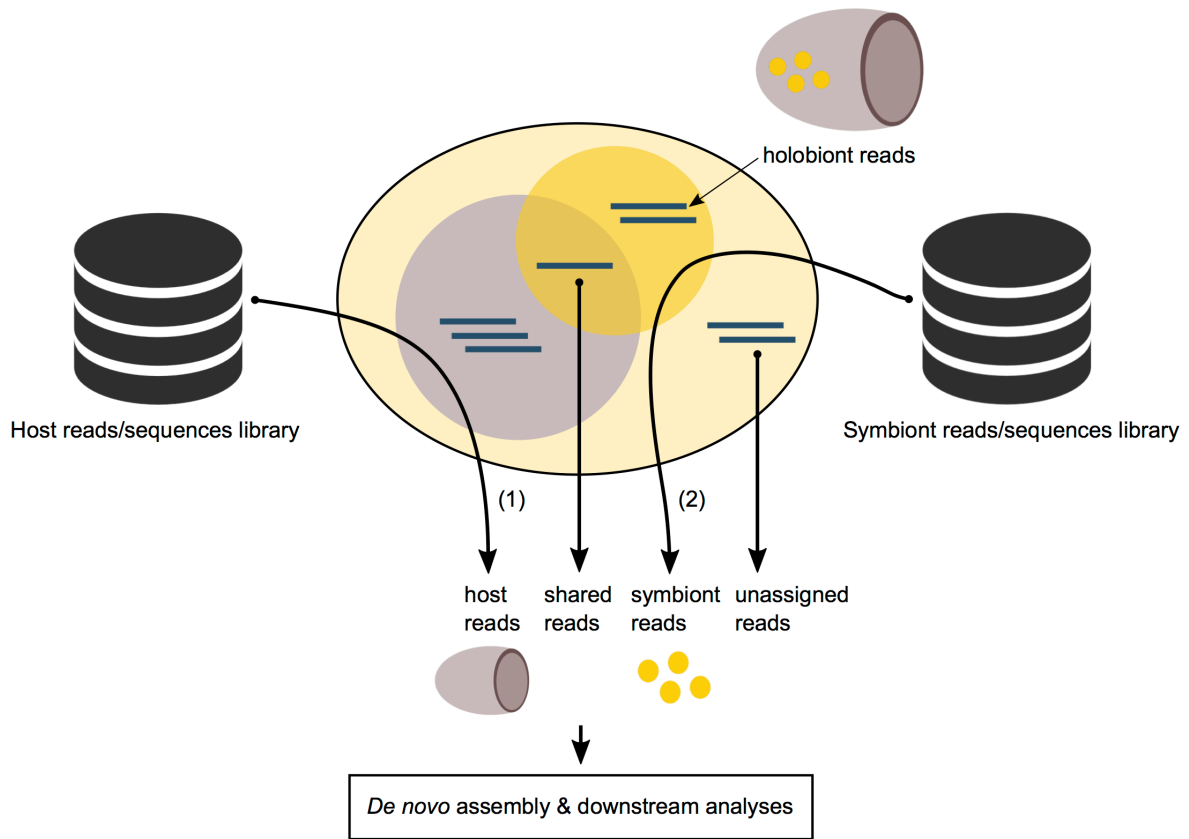 holobiont reads
Host reads/sequences library
Symbiont reads/sequences library
(1)
(2)
host
reads
shared
reads
symbiont
reads
unassigned
reads
De novo assembly & downstream analyses